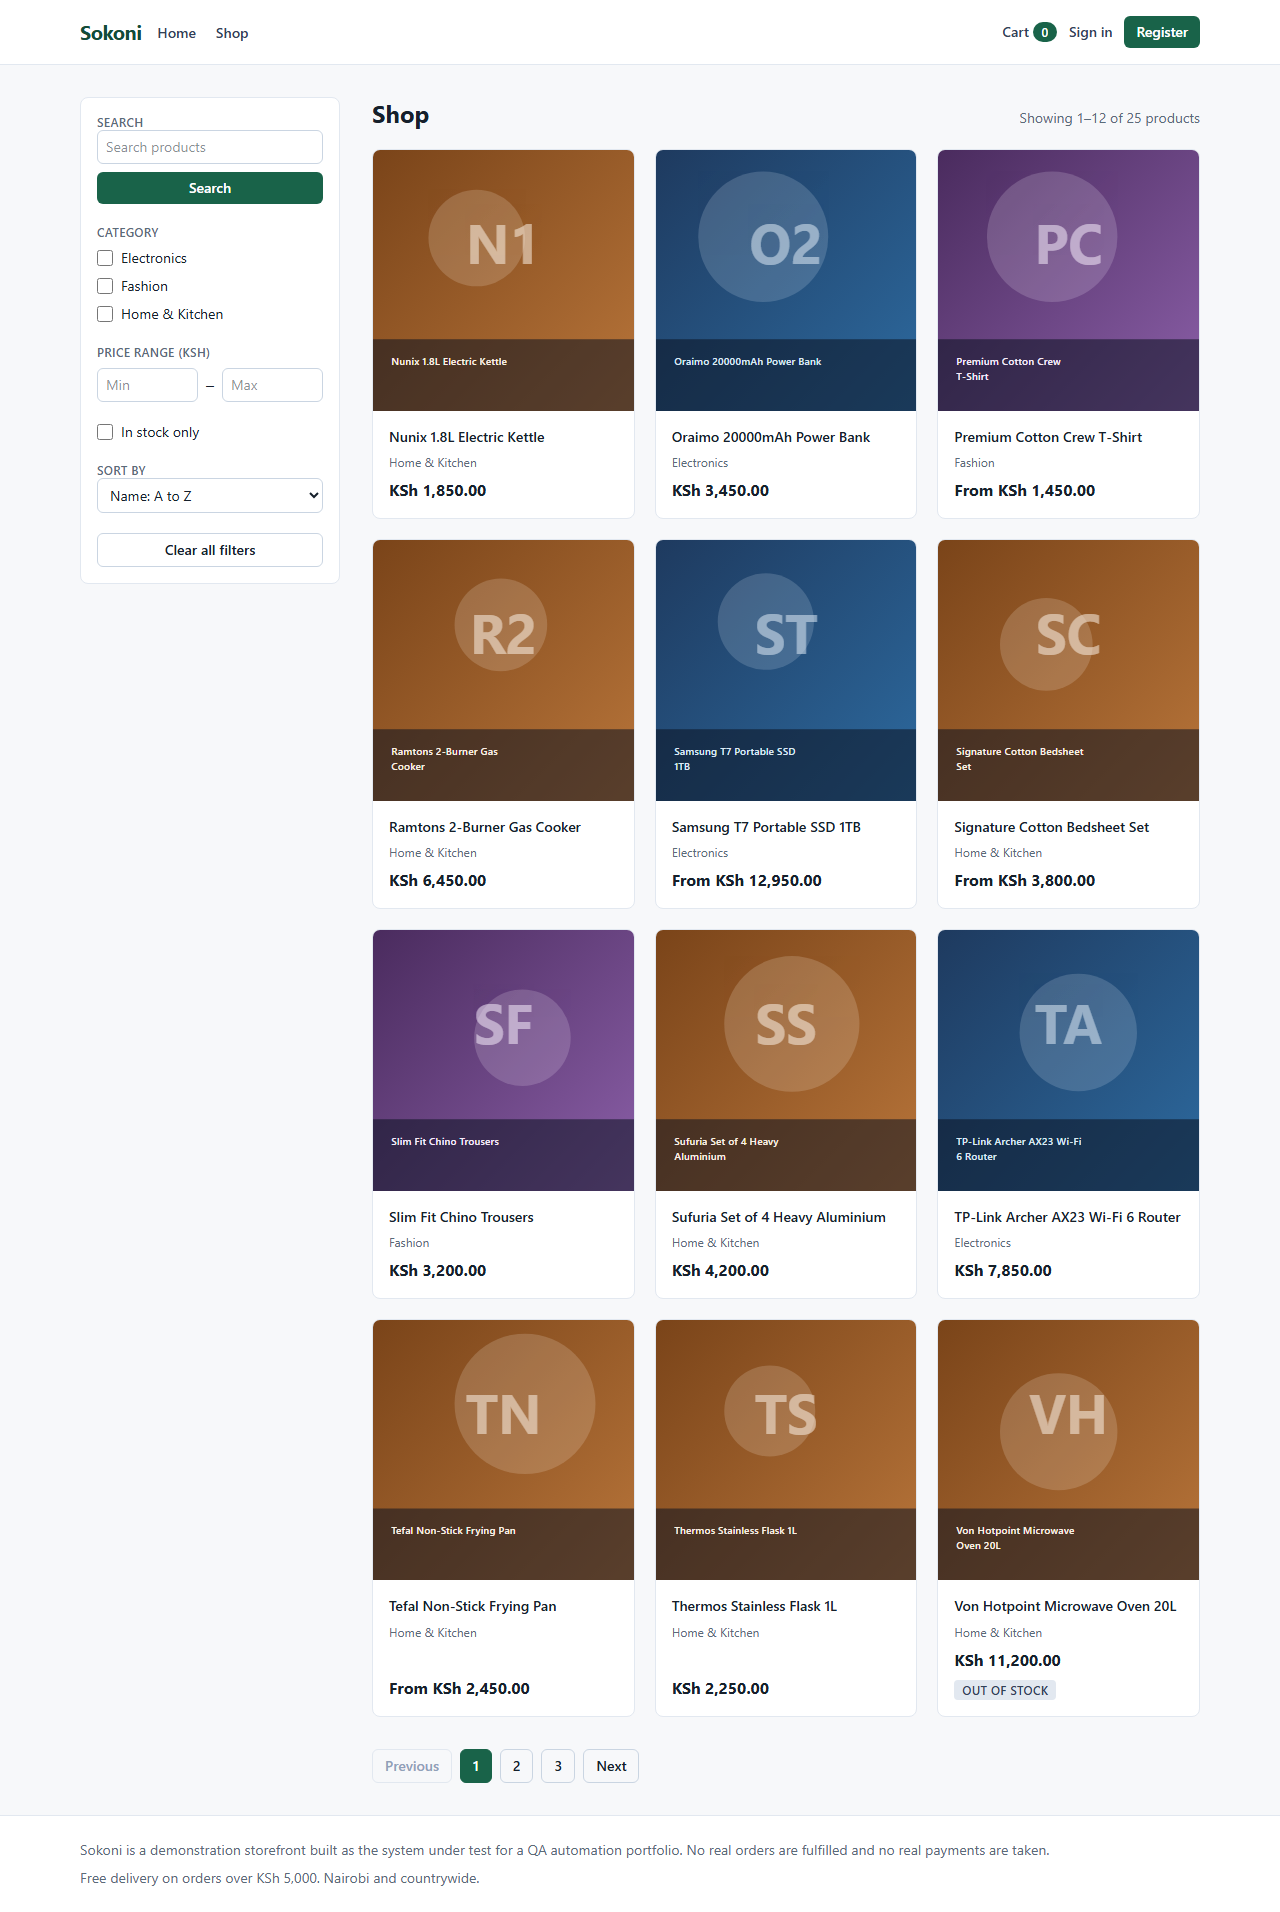 Sokoni
Home
Shop
Cart 0
Sign in
Register
SEARCH
Search products
Search
CATEGORY
Electronics
Fashion
Home & Kitchen
PRICE RANGE (KSH)
Min – Max
In stock only
SORT BY
Name: A to Z
Clear all filters
Shop
Showing 1–12 of 25 products
N1
Nunix 1.8L Electric Kettle
Nunix 1.8L Electric Kettle
Home & Kitchen
KSh 1,850.00
O2
Oraimo 20000mAh Power Bank
Oraimo 20000mAh Power Bank
Electronics
KSh 3,450.00
PC
Premium Cotton Crew
T-Shirt
Premium Cotton Crew T-Shirt
Fashion
From KSh 1,450.00
R2
Ramtons 2-Burner Gas
Cooker
Ramtons 2-Burner Gas Cooker
Home & Kitchen
KSh 6,450.00
ST
Samsung T7 Portable SSD
1TB
Samsung T7 Portable SSD 1TB
Electronics
From KSh 12,950.00
SC
Signature Cotton Bedsheet
Set
Signature Cotton Bedsheet Set
Home & Kitchen
From KSh 3,800.00
SF
Slim Fit Chino Trousers
Slim Fit Chino Trousers
Fashion
KSh 3,200.00
SS
Sufuria Set of 4 Heavy
Aluminium
Sufuria Set of 4 Heavy Aluminium
Home & Kitchen
KSh 4,200.00
TA
TP-Link Archer AX23 Wi-Fi
6 Router
TP-Link Archer AX23 Wi-Fi 6 Router
Electronics
KSh 7,850.00
TN
Tefal Non-Stick Frying Pan
Tefal Non-Stick Frying Pan
Home & Kitchen
From KSh 2,450.00
TS
Thermos Stainless Flask 1L
Thermos Stainless Flask 1L
Home & Kitchen
KSh 2,250.00
VH
Von Hotpoint Microwave
Oven 20L
Von Hotpoint Microwave Oven 20L
Home & Kitchen
KSh 11,200.00
OUT OF STOCK
Previous
1
2
3
Next
Sokoni is a demonstration storefront built as the system under test for a QA automation portfolio. No real orders are fulfilled and no real payments are taken.
Free delivery on orders over KSh 5,000. Nairobi and countrywide.